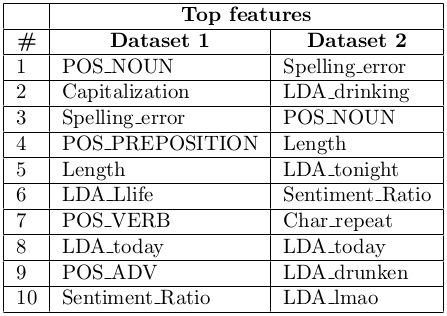 Top features
# Dataset 1 Dataset 2
1 POS_NOUN Spelling_error
2 Capitalization LDA_drinking
3 Spelling_error POS_NOUN
4 POS_PREPOSITION Length
5 Length LDA_tonight
6 LDA_Llife Sentiment_Ratio
7 POS_VERB Char_repeat
8 LDA_today LDA_today
9 POS_ADV LDA_drunken
10 Sentiment_Ratio LDA_lmao